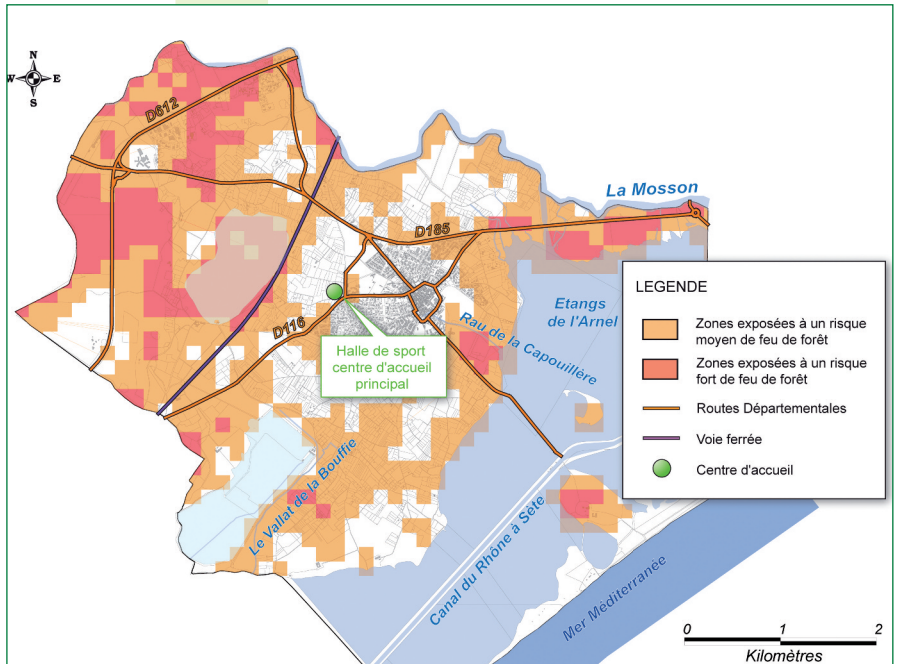 N
W
E
S
D612
La Mosson
D185
Etangs
de l'Arnel
D116
Rau de la Capouillère
Halle de sport
centre d'accueil
principal
Le Vallat de la Bouffie
Canal du Rhône à Sète
Mer Méditerranée
LEGENDE
Zones exposées à un risque
moyen de feu de forêt
Zones exposées à un risque
fort de feu de forêt
Routes Départementales
Voie ferrée
Centre d'accueil
0 1 2
Kilomètres